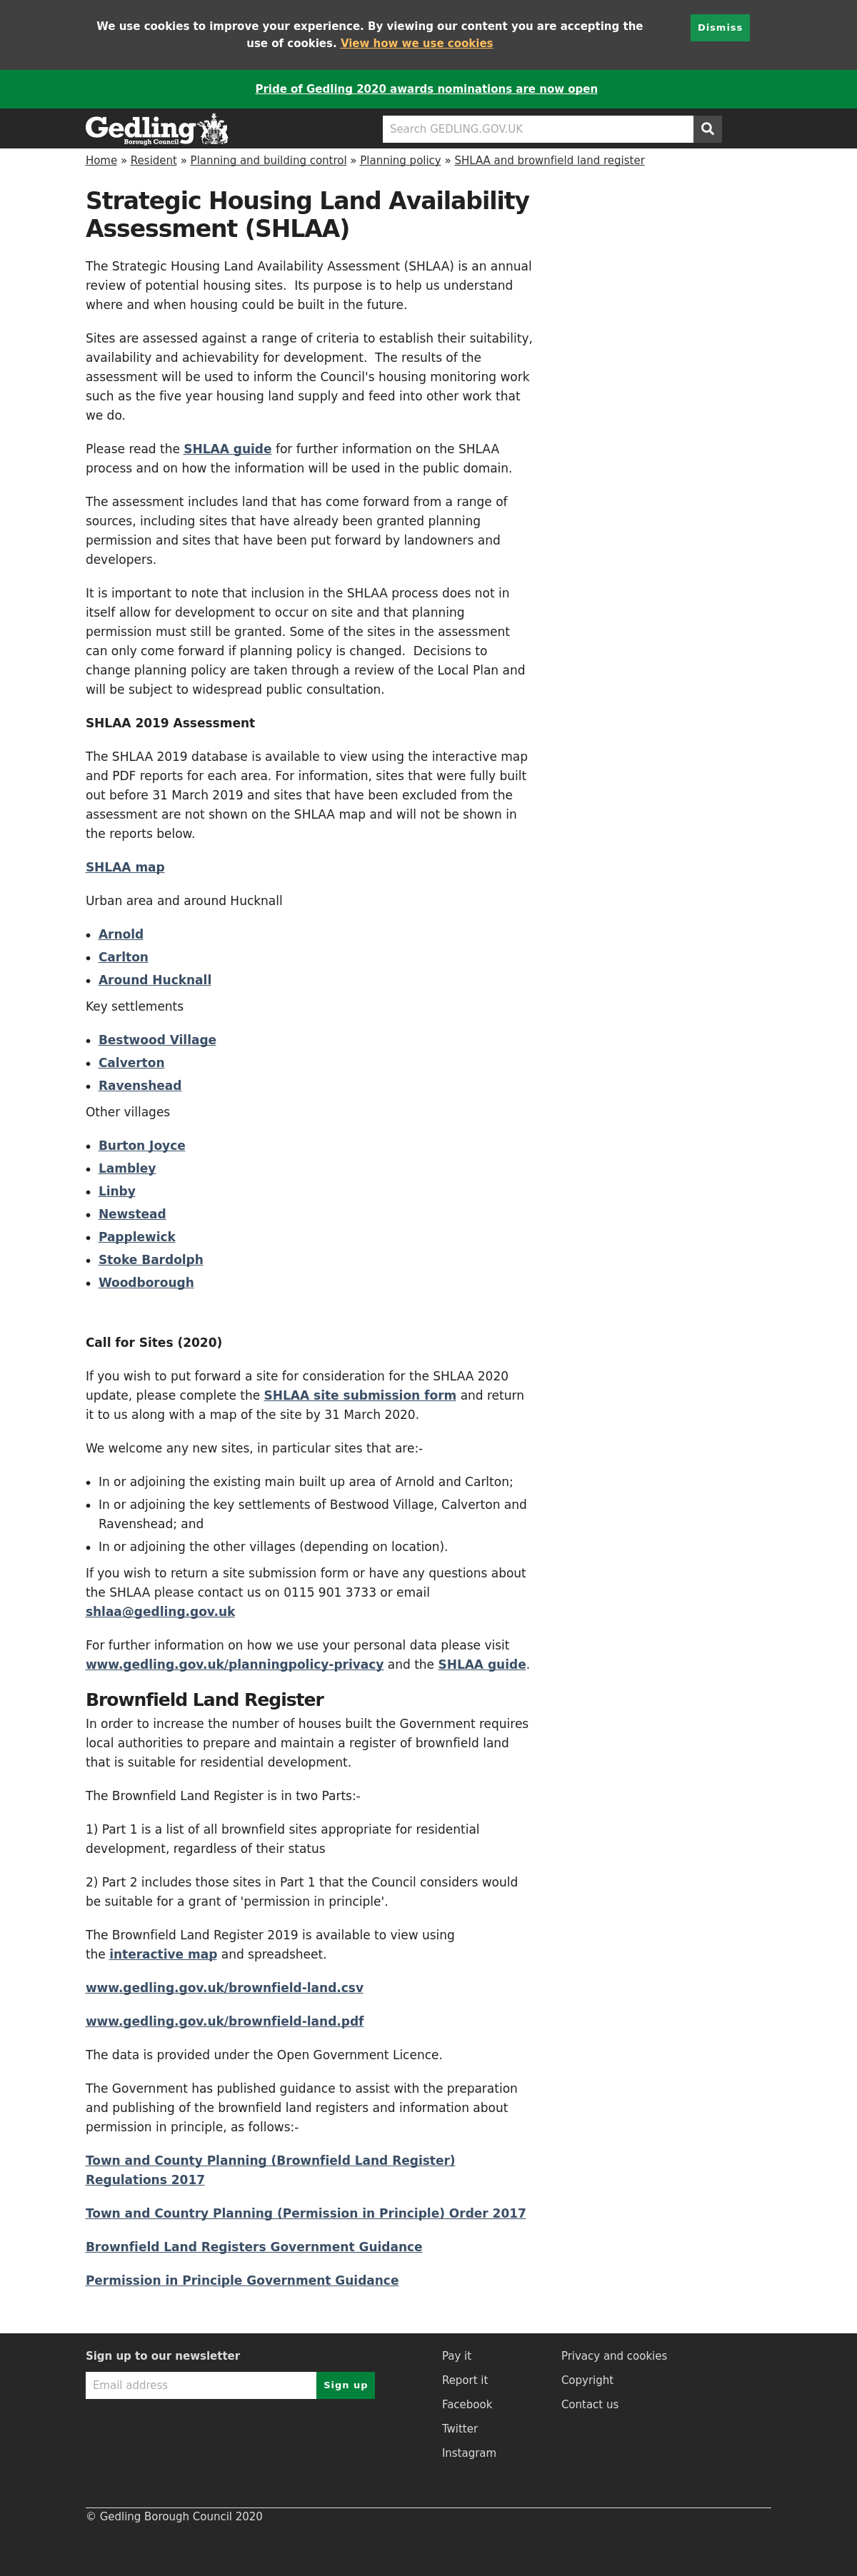 We use cookies to improve your experience. By viewing our content you are accepting the
use of cookies. View how we use cookies
Dismiss
Pride of Gedling 2020 awards nominations are now open
Gedling
Borough Council
Search GEDLING.GOV.UK
Home » Resident » Planning and building control » Planning policy » SHLAA and brownfield land register
Strategic Housing Land Availability
Assessment (SHLAA)
The Strategic Housing Land Availability Assessment (SHLAA) is an annual
review of potential housing sites.  Its purpose is to help us understand
where and when housing could be built in the future.
Sites are assessed against a range of criteria to establish their suitability,
availability and achievability for development.  The results of the
assessment will be used to inform the Council's housing monitoring work
such as the five year housing land supply and feed into other work that
we do.
Please read the SHLAA guide for further information on the SHLAA
process and on how the information will be used in the public domain.
The assessment includes land that has come forward from a range of
sources, including sites that have already been granted planning
permission and sites that have been put forward by landowners and
developers.
It is important to note that inclusion in the SHLAA process does not in
itself allow for development to occur on site and that planning
permission must still be granted. Some of the sites in the assessment
can only come forward if planning policy is changed.  Decisions to
change planning policy are taken through a review of the Local Plan and
will be subject to widespread public consultation.
SHLAA 2019 Assessment
The SHLAA 2019 database is available to view using the interactive map
and PDF reports for each area. For information, sites that were fully built
out before 31 March 2019 and sites that have been excluded from the
assessment are not shown on the SHLAA map and will not be shown in
the reports below.
SHLAA map
Urban area and around Hucknall
• Arnold
• Carlton
• Around Hucknall
Key settlements
• Bestwood Village
• Calverton
• Ravenshead
Other villages
• Burton Joyce
• Lambley
• Linby
• Newstead
• Papplewick
• Stoke Bardolph
• Woodborough
Call for Sites (2020)
If you wish to put forward a site for consideration for the SHLAA 2020
update, please complete the SHLAA site submission form and return
it to us along with a map of the site by 31 March 2020.
We welcome any new sites, in particular sites that are:-
• In or adjoining the existing main built up area of Arnold and Carlton;
• In or adjoining the key settlements of Bestwood Village, Calverton and
Ravenshead; and
• In or adjoining the other villages (depending on location).
If you wish to return a site submission form or have any questions about
the SHLAA please contact us on 0115 901 3733 or email
shlaa@gedling.gov.uk
For further information on how we use your personal data please visit
www.gedling.gov.uk/planningpolicy-privacy and the SHLAA guide.
Brownfield Land Register
In order to increase the number of houses built the Government requires
local authorities to prepare and maintain a register of brownfield land
that is suitable for residential development.
The Brownfield Land Register is in two Parts:-
1) Part 1 is a list of all brownfield sites appropriate for residential
development, regardless of their status
2) Part 2 includes those sites in Part 1 that the Council considers would
be suitable for a grant of 'permission in principle'.
The Brownfield Land Register 2019 is available to view using
the interactive map and spreadsheet.
www.gedling.gov.uk/brownfield-land.csv
www.gedling.gov.uk/brownfield-land.pdf
The data is provided under the Open Government Licence.
The Government has published guidance to assist with the preparation
and publishing of the brownfield land registers and information about
permission in principle, as follows:-
Town and County Planning (Brownfield Land Register)
Regulations 2017
Town and Country Planning (Permission in Principle) Order 2017
Brownfield Land Registers Government Guidance
Permission in Principle Government Guidance
Sign up to our newsletter
Email address
Sign up
Pay it
Report it
Facebook
Twitter
Instagram
Privacy and cookies
Copyright
Contact us
© Gedling Borough Council 2020